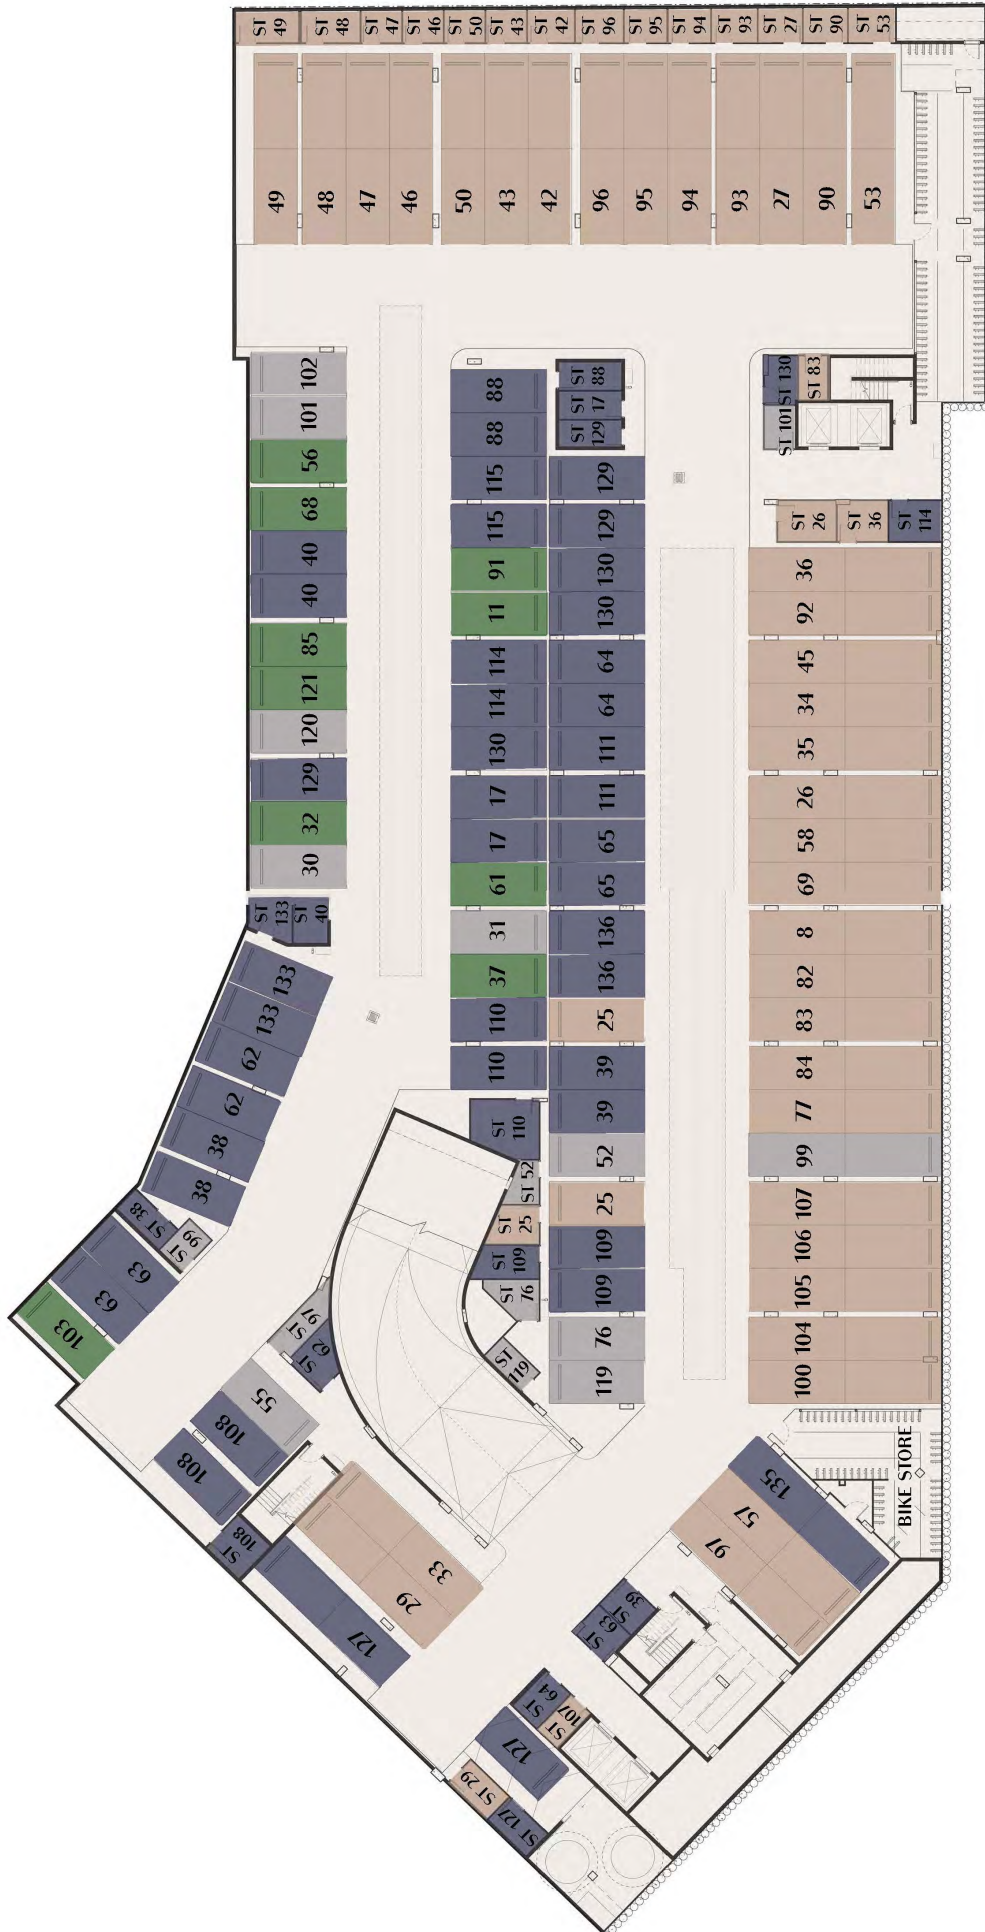 ST 49
ST 48
ST 47
ST 46
ST 50
ST 43
ST 42
ST 96
ST 95
ST 94
ST 93
ST 27
ST 90
ST 53
49
48
47
46
50
43
42
96
95
94
93
27
90
53
102
101
56
68
40
40
85
121
120
129
32
30
ST 133
ST 40
133
133
62
62
38
38
ST 38
ST 99
63
63
103
88
88
115
115
91
11
114
114
130
17
17
61
31
37
110
110
ST 88
ST 17
ST 129
129
129
130
130
64
64
111
111
65
65
136
136
25
39
39
52
25
109
109
76
119
ST 110
ST 52
ST 25
ST 109
ST 76
ST 119
ST 130
ST 83
ST 101
ST 26
ST 36
ST 114
36
92
45
34
35
26
58
69
8
82
83
84
77
99
107
106
105
104
100
ST 97
ST 62
55
108
108
ST 108
33
29
127
135
57
97
BIKE STORE
ST 39
ST 63
ST 64
ST 107
127
ST 29
ST 127